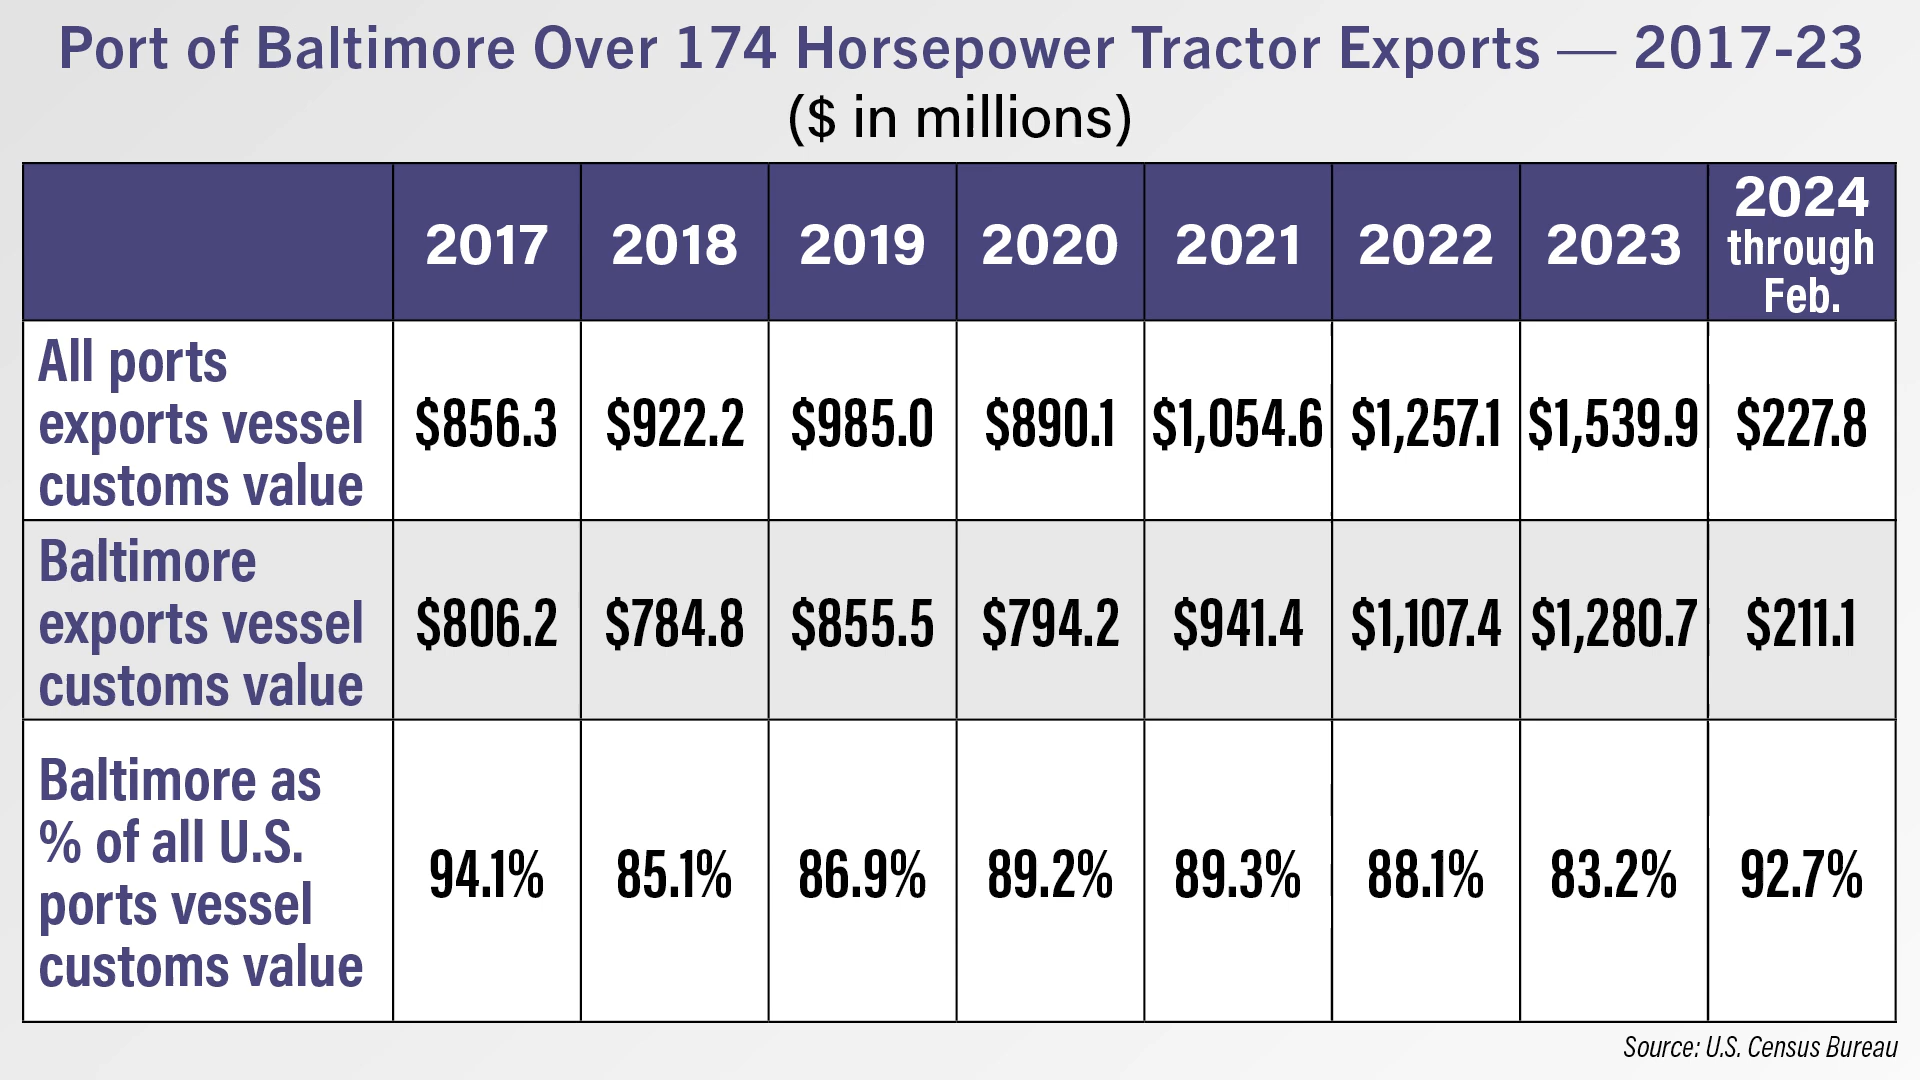 Port of Baltimore Over 174 Horsepower Tractor Exports — 2017-23
($ in millions)
2017 2018 2019 2020 2021 2022 2023 2024
through
Feb.
All ports
exports vessel
customs value
$856.3 $922.2 $985.0 $890.1 $1,054.6 $1,257.1 $1,539.9 $227.8
Baltimore
exports vessel
customs value
$806.2 $784.8 $855.5 $794.2 $941.4 $1,107.4 $1,280.7 $211.1
Baltimore as
% of all U.S.
ports vessel
customs value
94.1% 85.1% 86.9% 89.2% 89.3% 88.1% 83.2% 92.7%
Source: U.S. Census Bureau